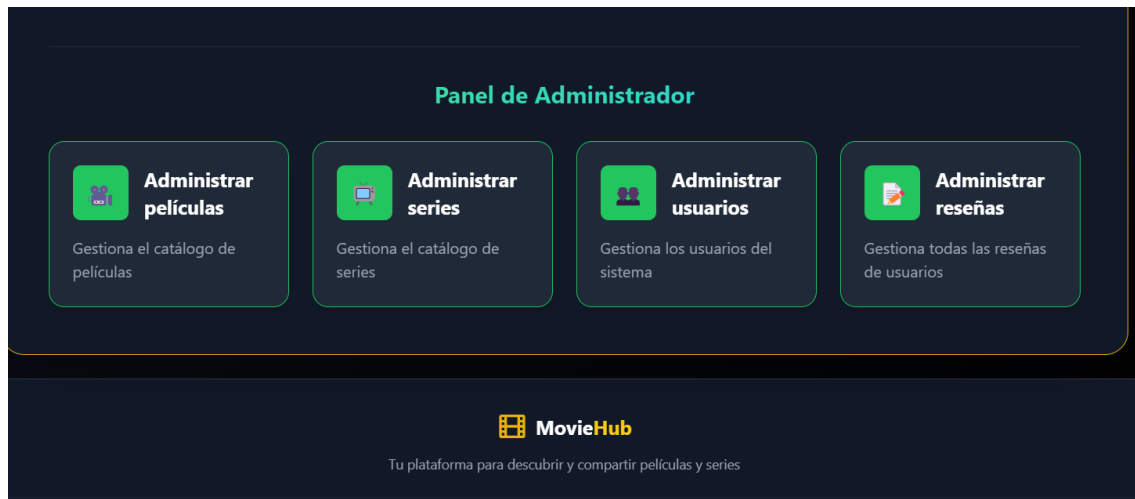 Panel de Administrador
Administrar
películas
Gestiona el catálogo de
películas
Administrar
series
Gestiona el catálogo de
series
Administrar
usuarios
Gestiona los usuarios del
sistema
Administrar
reseñas
Gestiona todas las reseñas
de usuarios
MovieHub
Tu plataforma para descubrir y compartir películas y series